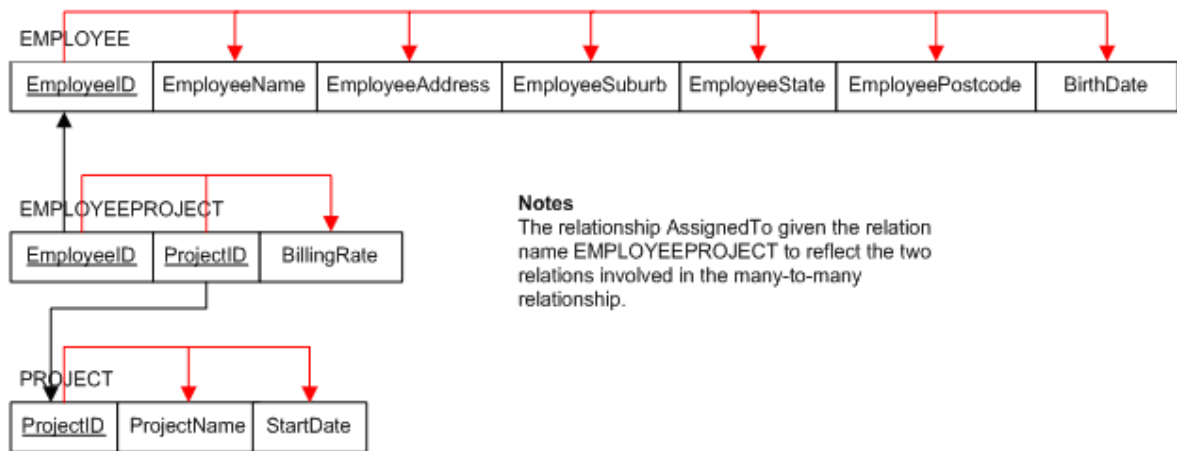 EMPLOYEE
EmployeeID EmployeeName EmployeeAddress EmployeeSuburb EmployeeState EmployeePostcode BirthDate
EMPLOYEEPROJECT
EmployeeID ProjectID BillingRate
Notes
The relationship AssignedTo given the relation
name EMPLOYEEPROJECT to reflect the two
relations involved in the many-to-many
relationship.
PROJECT
ProjectID ProjectName StartDate